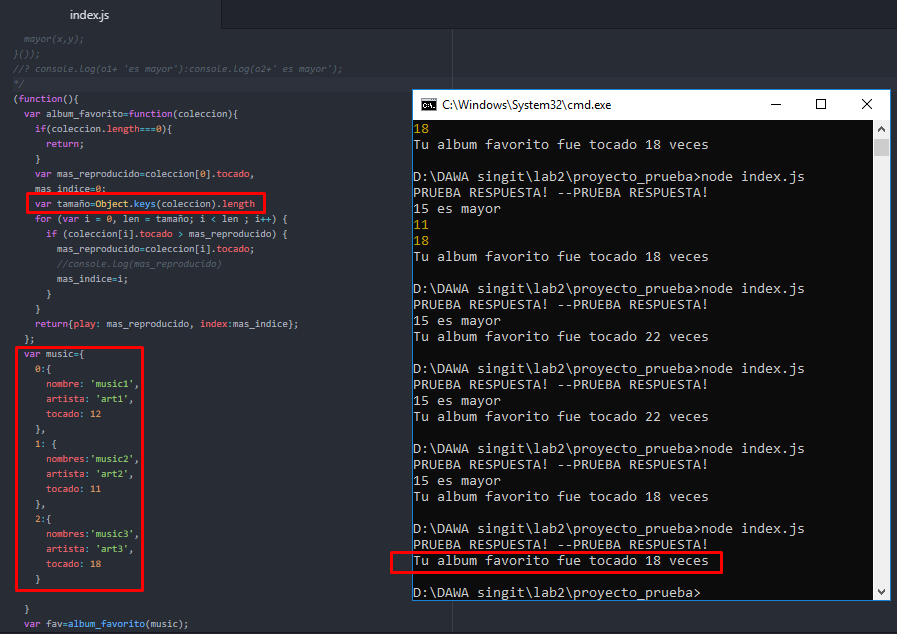 index.js
mayor(x,y);
}());
//? console.log(o1+ 'es mayor'):console.log(o2+' es mayor');
*/
(function(){
var album_favorito=function(coleccion){
if(coleccion.length===0){
return;
}
var mas_reproducido=coleccion[0].tocado,
mas_indice=0;
var tamaño=Object.keys(coleccion).length
for (var i = 0, len = tamaño; i < len ; i++) {
if (coleccion[i].tocado > mas_reproducido) {
mas_reproducido=coleccion[i].tocado;
//console.log(mas_reproducido)
mas_indice=i;
}
}
return{play: mas_reproducido, index:mas_indice};
};
var music={
0:{
nombre: 'music1',
artista: 'art1',
tocado: 12
},
1: {
nombres:'music2',
artista: 'art2',
tocado: 11
},
2:{
nombres:'music3',
artista: 'art3',
tocado: 18
}
}
var fav=album_favorito(music);
C:\Windows\System32\cmd.exe
18
Tu album favorito fue tocado 18 veces
D:\DAWA singit\lab2\proyecto_prueba>node index.js
PRUEBA RESPUESTA! --PRUEBA RESPUESTA!
15 es mayor
11
18
Tu album favorito fue tocado 18 veces
D:\DAWA singit\lab2\proyecto_prueba>node index.js
PRUEBA RESPUESTA! --PRUEBA RESPUESTA!
15 es mayor
Tu album favorito fue tocado 22 veces
D:\DAWA singit\lab2\proyecto_prueba>node index.js
PRUEBA RESPUESTA! --PRUEBA RESPUESTA!
15 es mayor
Tu album favorito fue tocado 22 veces
D:\DAWA singit\lab2\proyecto_prueba>node index.js
PRUEBA RESPUESTA! --PRUEBA RESPUESTA!
15 es mayor
Tu album favorito fue tocado 18 veces
D:\DAWA singit\lab2\proyecto_prueba>node index.js
PRUEBA RESPUESTA! --PRUEBA RESPUESTA!
Tu album favorito fue tocado 18 veces
D:\DAWA singit\lab2\proyecto_prueba>